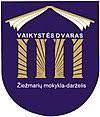 VAIKYSTĖS DVARAS
Žiežmarių mokykla-darželis